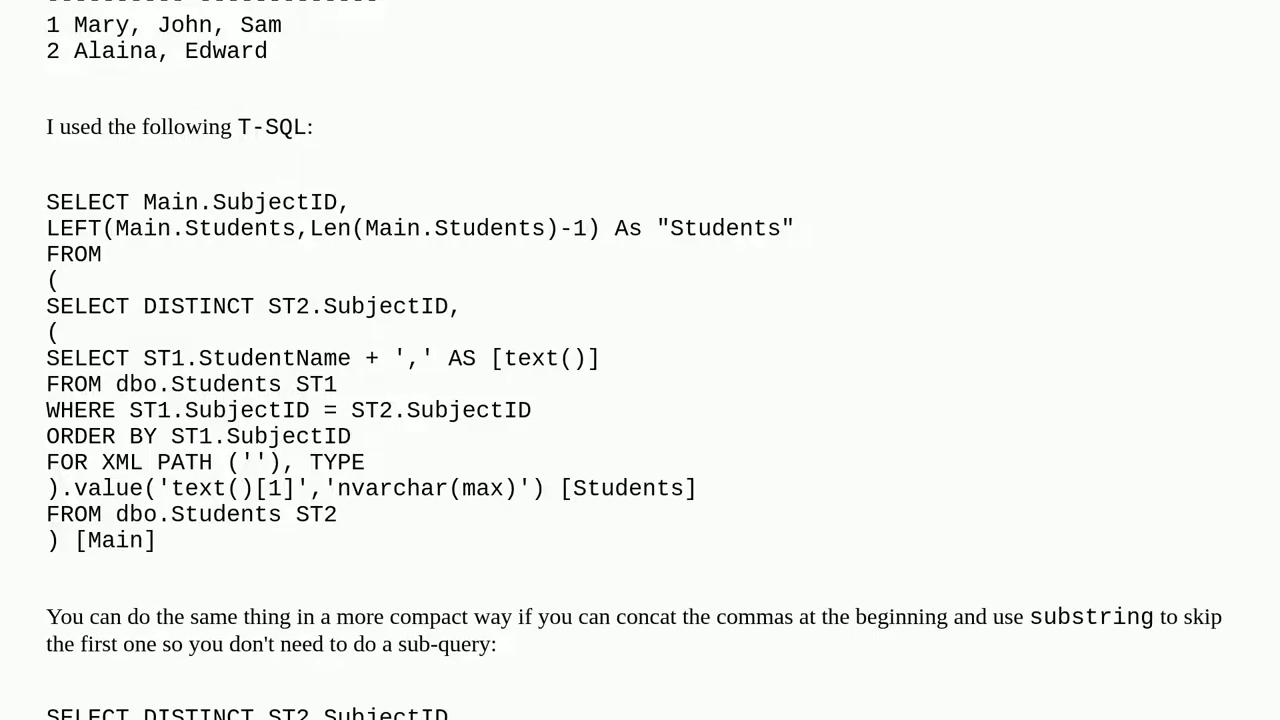 1 Mary, John, Sam
2 Alaina, Edward
I used the following T-SQL:
SELECT Main.SubjectID,
LEFT(Main.Students,Len(Main.Students)-1) As "Students"
FROM
(
SELECT DISTINCT ST2.SubjectID,
(
SELECT ST1.StudentName + ',' AS [text()]
FROM dbo.Students ST1
WHERE ST1.SubjectID = ST2.SubjectID
ORDER BY ST1.SubjectID
FOR XML PATH (''), TYPE
).value('text()[1]','nvarchar(max)') [Students]
FROM dbo.Students ST2
) [Main]
You can do the same thing in a more compact way if you can concat the commas at the beginning and use substring to skip
the first one so you don't need to do a sub-query:
SELECT DISTINCT ST2.SubjectID,